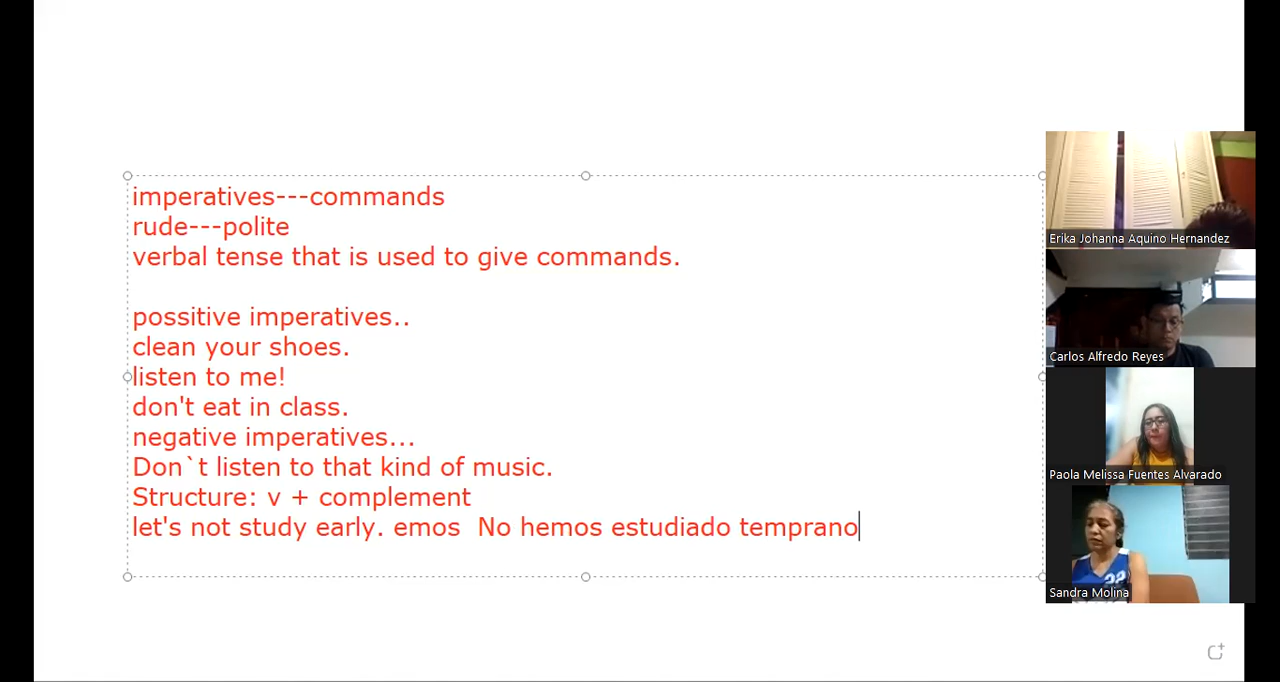 imperatives---commands
rude---polite
verbal tense that is used to give commands.
possitive imperatives..
clean your shoes.
listen to me!
don't eat in class.
negative imperatives...
Don`t listen to that kind of music.
Structure: v + complement
let's not study early. emos  No hemos estudiado temprano
Erika Johanna Aquino Hernandez
Carlos Alfredo Reyes
Paola Melissa Fuentes Alvarado
Sandra Molina